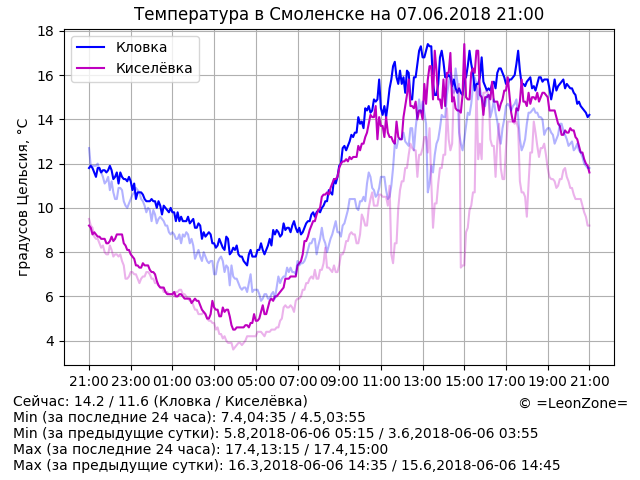 Температура в Смоленске на 07.06.2018 21:00
18
16
14
12
10
8
6
4
градусов Цельсия, °C
Кловка
Киселёвка
21:00 23:00 01:00 03:00 05:00 07:00 09:00 11:00 13:00 15:00 17:00 19:00 21:00
Сейчас: 14.2 / 11.6 (Кловка / Киселёвка)
© =LeonZone=
Min (за последние 24 часа): 7.4,04:35 / 4.5,03:55
Min (за предыдущие сутки): 5.8,2018-06-06 05:15 / 3.6,2018-06-06 03:55
Max (за последние 24 часа): 17.4,13:15 / 17.4,15:00
Max (за предыдущие сутки): 16.3,2018-06-06 14:35 / 15.6,2018-06-06 14:45